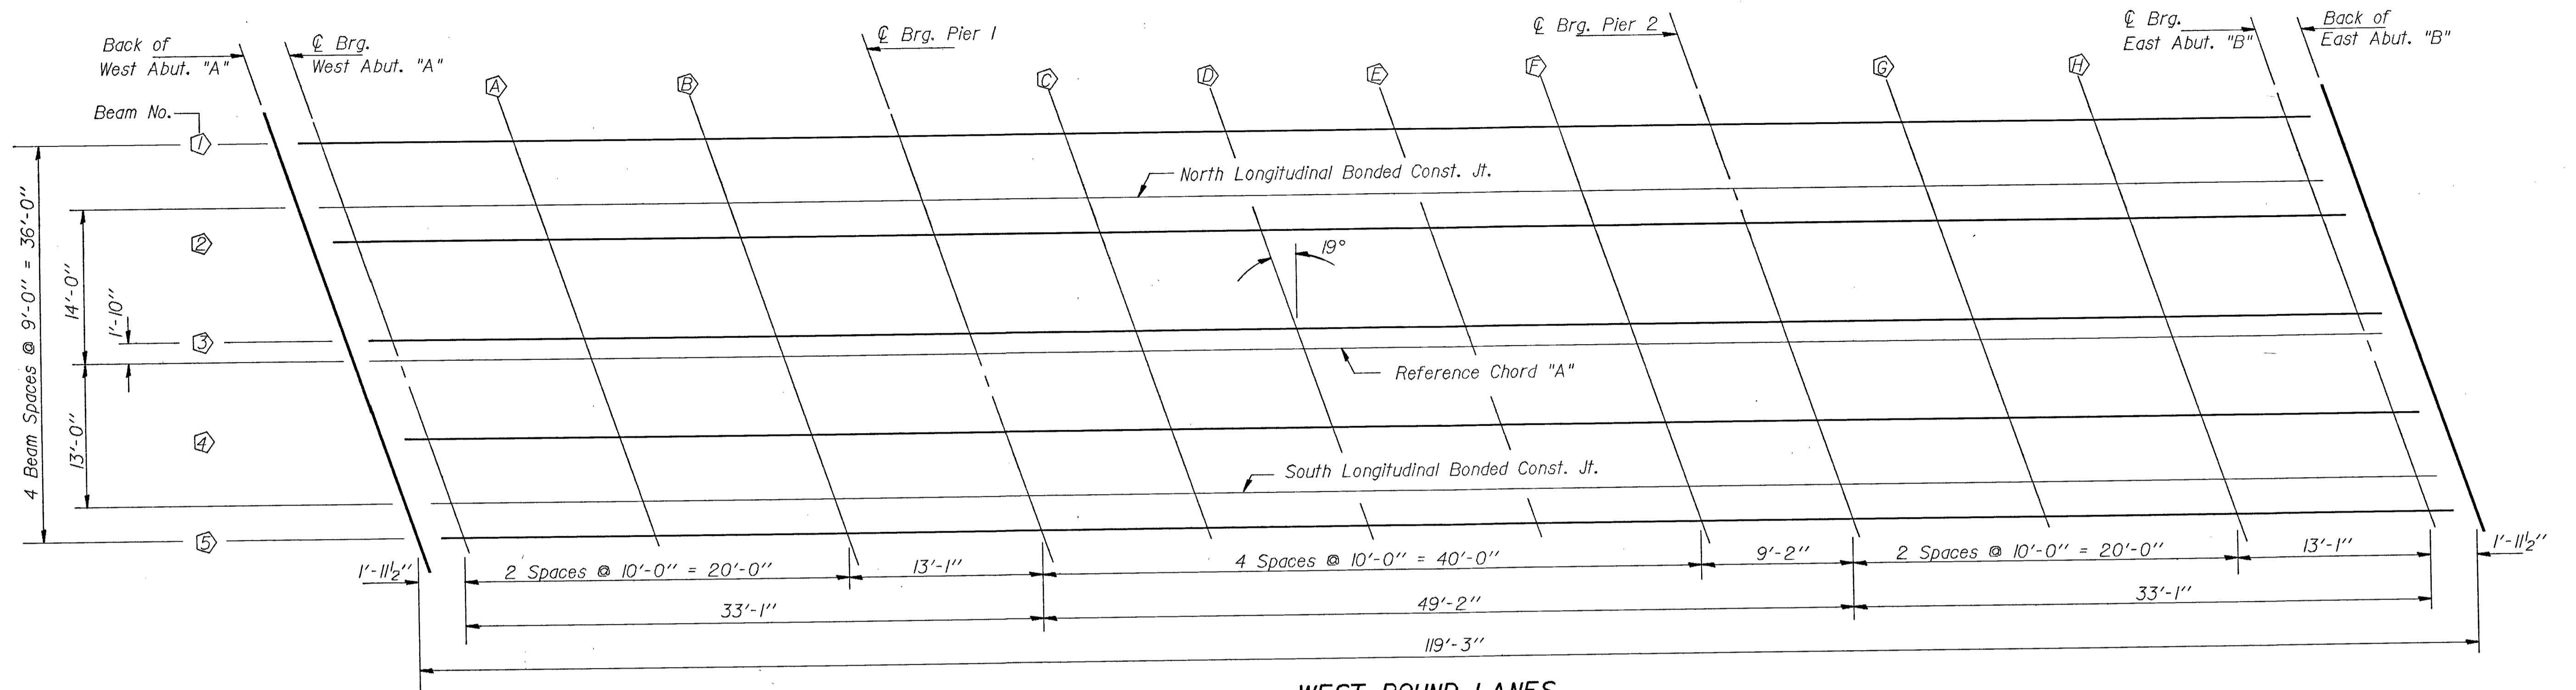 Back of
West Abut. "A"
℄ Brg.
West Abut. "A"
℄ Brg. Pier 1
℄ Brg. Pier 2
℄ Brg.
East Abut. "B"
Back of
East Abut. "B"
A
B
C
D
E
F
G
H
Beam No.
1
2
3
4
5
4 Beam Spaces @ 9'-0" = 36'-0"
14'-0"
1'-10"
13'-0"
North Longitudinal Bonded Const. Jt.
19°
Reference Chord "A"
South Longitudinal Bonded Const. Jt.
1'-11½"
2 Spaces @ 10'-0" = 20'-0"
13'-1"
4 Spaces @ 10'-0" = 40'-0"
9'-2"
2 Spaces @ 10'-0" = 20'-0"
13'-1"
1'-11½"
33'-1"
49'-2"
33'-1"
119'-3"
WEST BOUND LANES